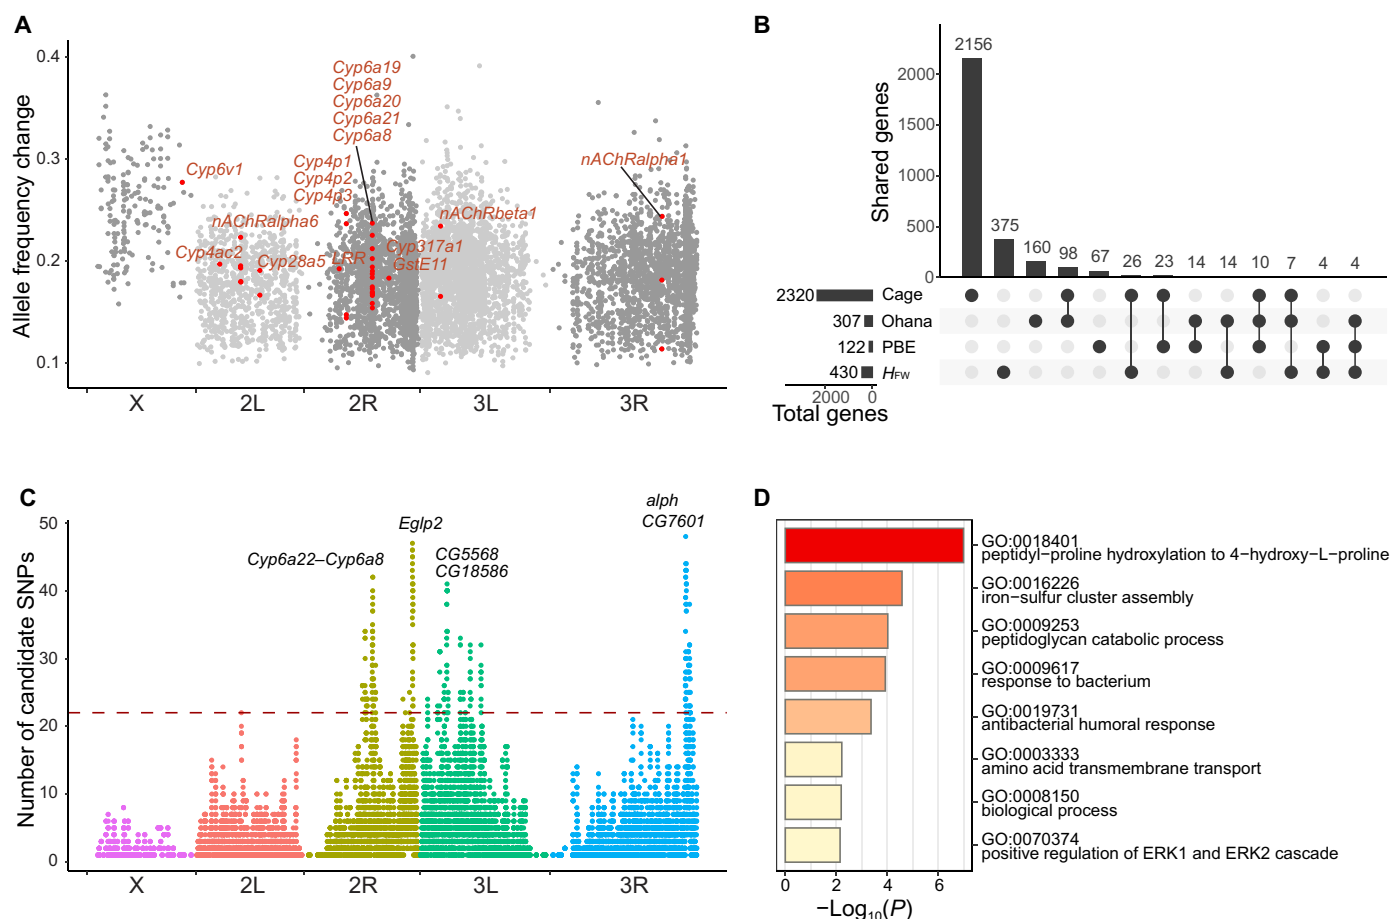 A
Allele frequency change
0.4
0.3
0.2
0.1
Cyp6a19
Cyp6a9
Cyp6a20
Cyp6a21
Cyp6a8
Cyp6v1
Cyp4p1
Cyp4p2
Cyp4p3
nAChRalpha1
nAChRalpha6
nAChRbeta1
Cyp4ac2
Cyp28a5
LRR
Cyp317a1
GstE11
X 2L 2R 3L 3R
B
Shared genes
2000
1500
1000
500
0
2156 375 160 98 67 26 23 14 14 10 7 4 4
2320 Cage
307 Ohana
122 PBE
430 HFW
2000 0
Total genes
C
Number of candidate SNPs
50
40
30
20
10
0
alph
CG7601
Eglp2
Cyp6a22–Cyp6a8
CG5568
CG18586
X 2L 2R 3L 3R
D
GO:0018401
peptidyl−proline hydroxylation to 4−hydroxy−L−proline
GO:0016226
iron−sulfur cluster assembly
GO:0009253
peptidoglycan catabolic process
GO:0009617
response to bacterium
GO:0019731
antibacterial humoral response
GO:0003333
amino acid transmembrane transport
GO:0008150
biological process
GO:0070374
positive regulation of ERK1 and ERK2 cascade
0 2 4 6
−Log10(P)